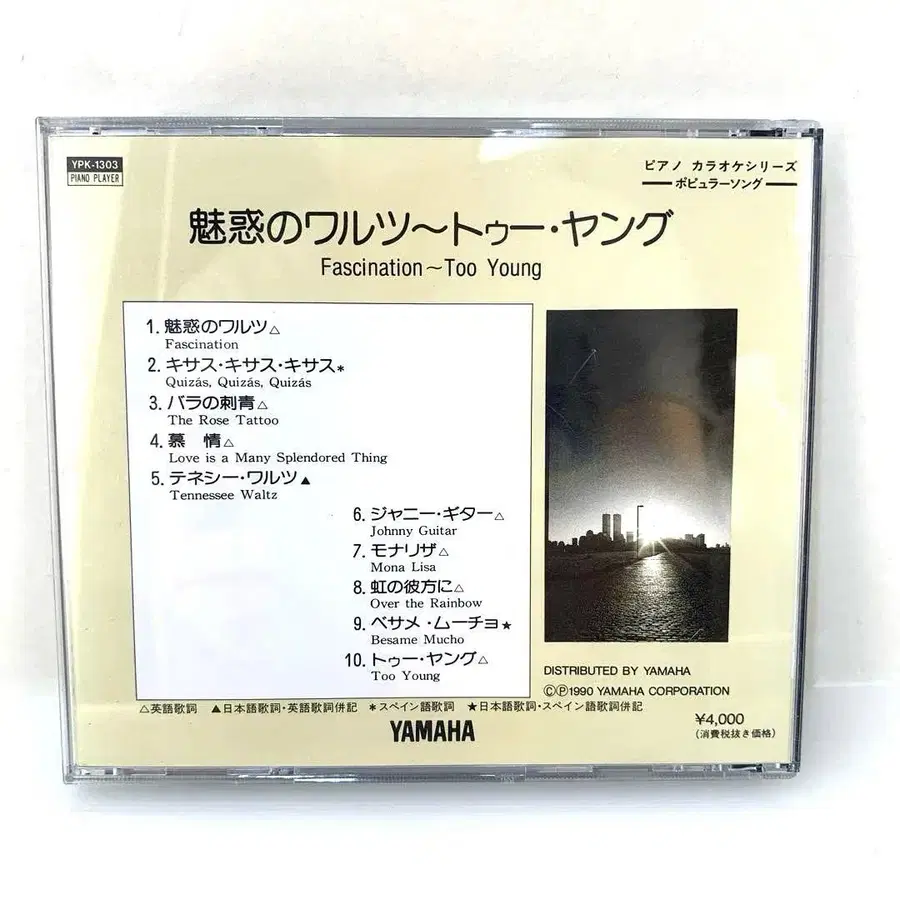 YPK-1303
PIANO PLAYER
ピアノ カラオケシリーズ
ポピュラーソング
魅惑のワルツ～トゥー・ヤング
Fascination～Too Young
1. 魅惑のワルツ△
Fascination
2. キサス・キサス・キサス*
Quizás, Quizás, Quizás
3. バラの刺青△
The Rose Tattoo
4. 慕 情△
Love is a Many Splendored Thing
5. テネシー・ワルツ▲
Tennessee Waltz
6. ジャニー・ギター△
Johnny Guitar
7. モナリザ△
Mona Lisa
8. 虹の彼方に△
Over the Rainbow
9. ベサメ・ムーチョ★
Besame Mucho
10. トゥー・ヤング△
Too Young
DISTRIBUTED BY YAMAHA
ⒸⓅ1990 YAMAHA CORPORATION
△英語歌詞 ▲日本語歌詞・英語歌詞併記 *スペイン語歌詞 ★日本語歌詞・スペイン語歌詞併記
YAMAHA
¥4,000
(消費税抜き価格)